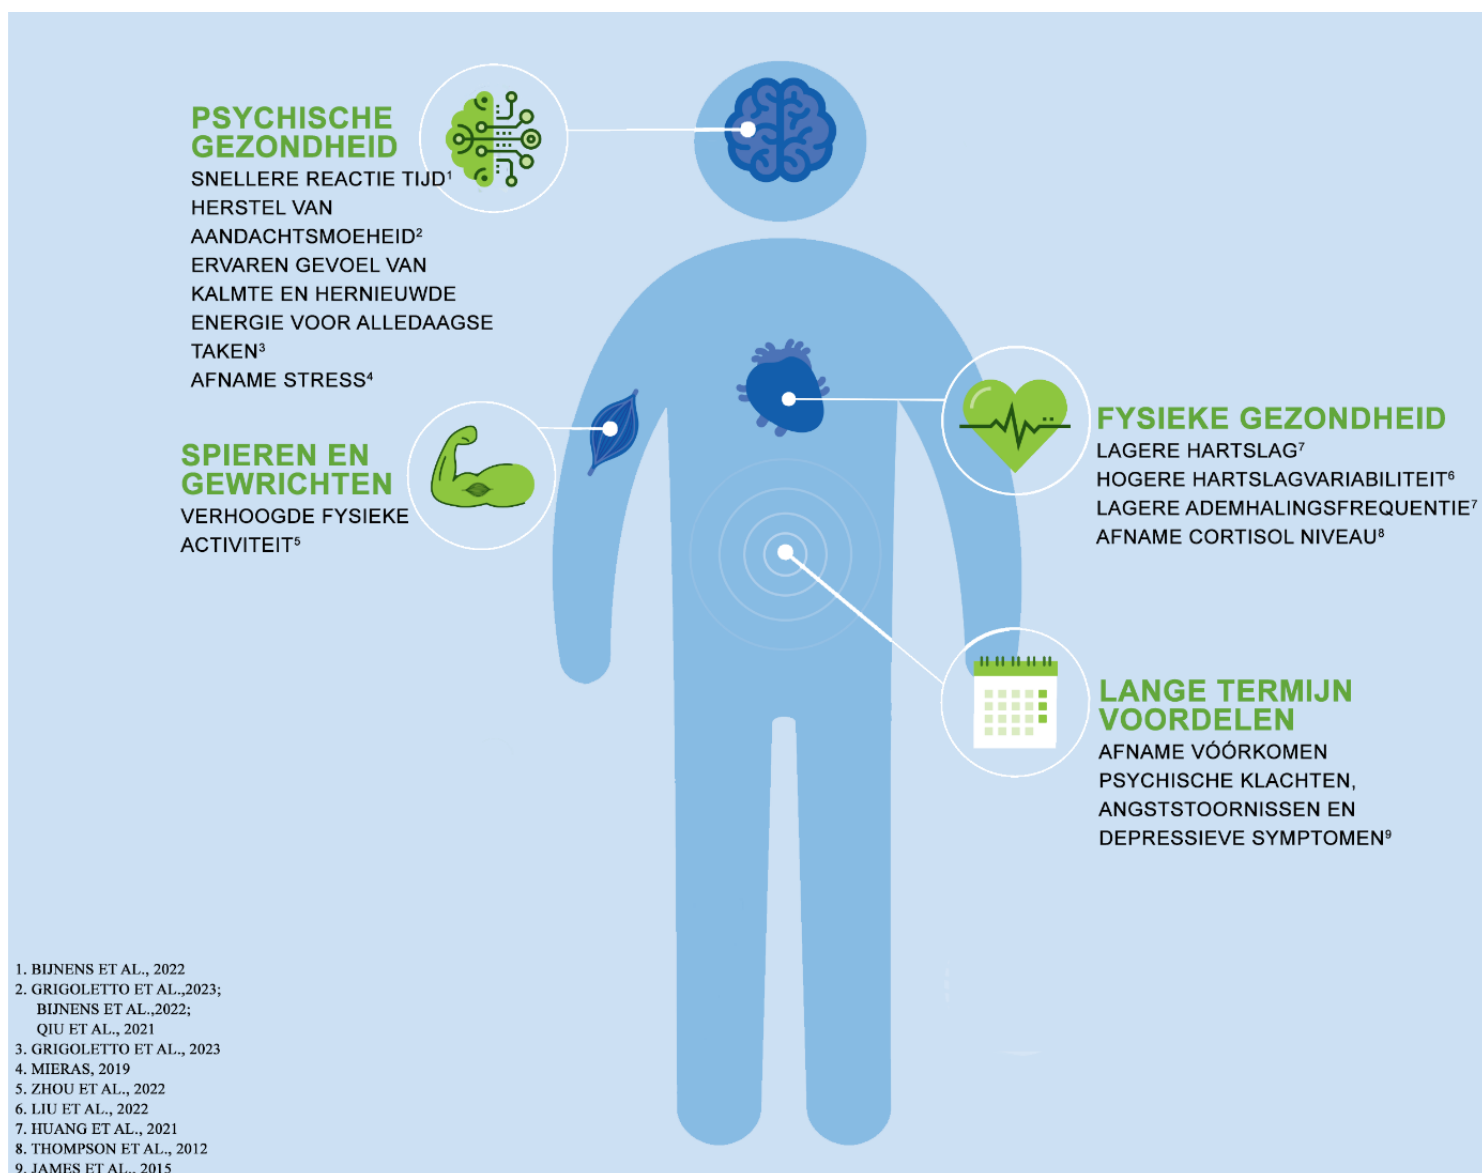 PSYCHISCHE
GEZONDHEID
SNELLERE REACTIE TIJD¹
HERSTEL VAN
AANDACHTSMOEHEID²
ERVAREN GEVOEL VAN
KALMTE EN HERNIEUWDE
ENERGIE VOOR ALLEDAAGSE
TAKEN³
AFNAME STRESS⁴
SPIEREN EN
GEWRICHTEN
VERHOOGDE FYSIEKE
ACTIVITEIT⁵
FYSIEKE GEZONDHEID
LAGERE HARTSLAG⁷
HOGERE HARTSLAGVARIABILITEIT⁶
LAGERE ADEMHALINGSFREQUENTIE⁷
AFNAME CORTISOL NIVEAU⁸
LANGE TERMIJN
VOORDELEN
AFNAME VÓÓRKOMEN
PSYCHISCHE KLACHTEN,
ANGSTSTOORNISSEN EN
DEPRESSIEVE SYMPTOMEN⁹
1. BIJNENS ET AL., 2022
2. GRIGOLETTO ET AL.,2023;
BIJNENS ET AL.,2022;
QIU ET AL., 2021
3. GRIGOLETTO ET AL., 2023
4. MIERAS, 2019
5. ZHOU ET AL., 2022
6. LIU ET AL., 2022
7. HUANG ET AL., 2021
8. THOMPSON ET AL., 2012
9. JAMES ET AL., 2015